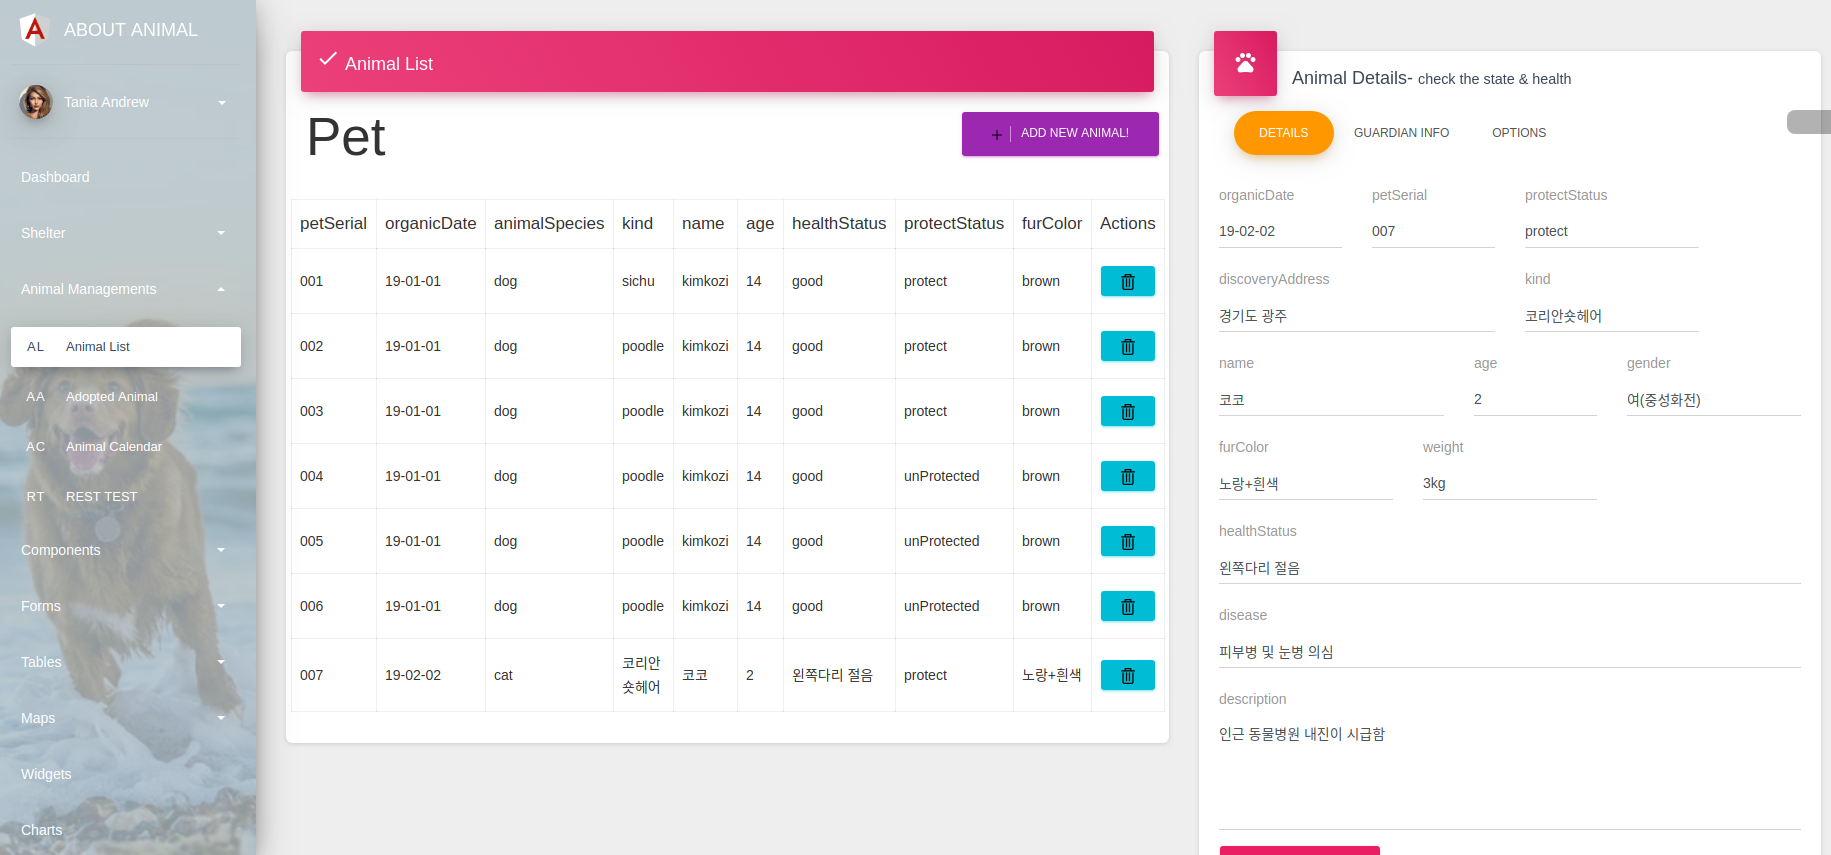 ABOUT ANIMAL
Tania Andrew
Dashboard
Shelter
Animal Managements
AL Animal List
AA Adopted Animal
AC Animal Calendar
RT REST TEST
Components
Forms
Tables
Maps
Widgets
Charts
Animal List
Pet
ADD NEW ANIMAL!
petSerial organicDate animalSpecies kind name age healthStatus protectStatus furColor Actions
001 19-01-01 dog sichu kimkozi 14 good protect brown
002 19-01-01 dog poodle kimkozi 14 good protect brown
003 19-01-01 dog poodle kimkozi 14 good protect brown
004 19-01-01 dog poodle kimkozi 14 good unProtected brown
005 19-01-01 dog poodle kimkozi 14 good unProtected brown
006 19-01-01 dog poodle kimkozi 14 good unProtected brown
007 19-02-02 cat 코리안숏헤어 코코 2 왼쪽다리 절음 protect 노랑+흰색
Animal Details- check the state & health
DETAILS GUARDIAN INFO OPTIONS
organicDate petSerial protectStatus
19-02-02 007 protect
discoveryAddress kind
경기도 광주 코리안숏헤어
name age gender
코코 2 여(중성화전)
furColor weight
노랑+흰색 3kg
healthStatus
왼쪽다리 절음
disease
피부병 및 눈병 의심
description
인근 동물병원 내진이 시급함